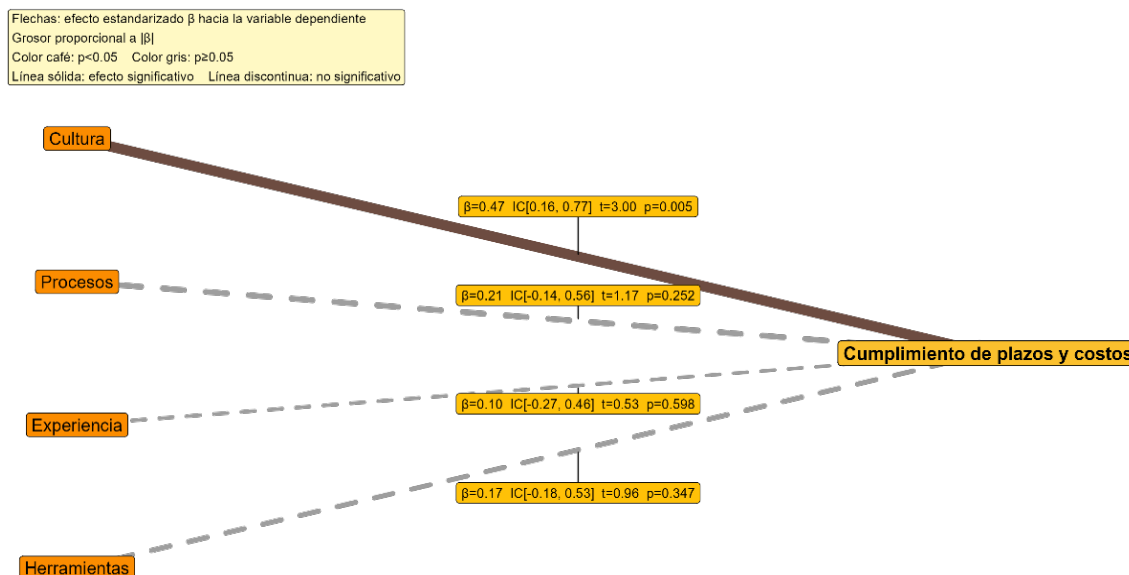 Flechas: efecto estandarizado β hacia la variable dependiente
Grosor proporcional a |β|
Color café: p<0.05    Color gris: p≥0.05
Línea sólida: efecto significativo    Línea discontinua: no significativo
Cultura
β=0.47  IC[0.16, 0.77]  t=3.00  p=0.005
Procesos
β=0.21  IC[-0.14, 0.56]  t=1.17  p=0.252
Cumplimiento de plazos y costos
β=0.10  IC[-0.27, 0.46]  t=0.53  p=0.598
Experiencia
β=0.17  IC[-0.18, 0.53]  t=0.96  p=0.347
Herramientas